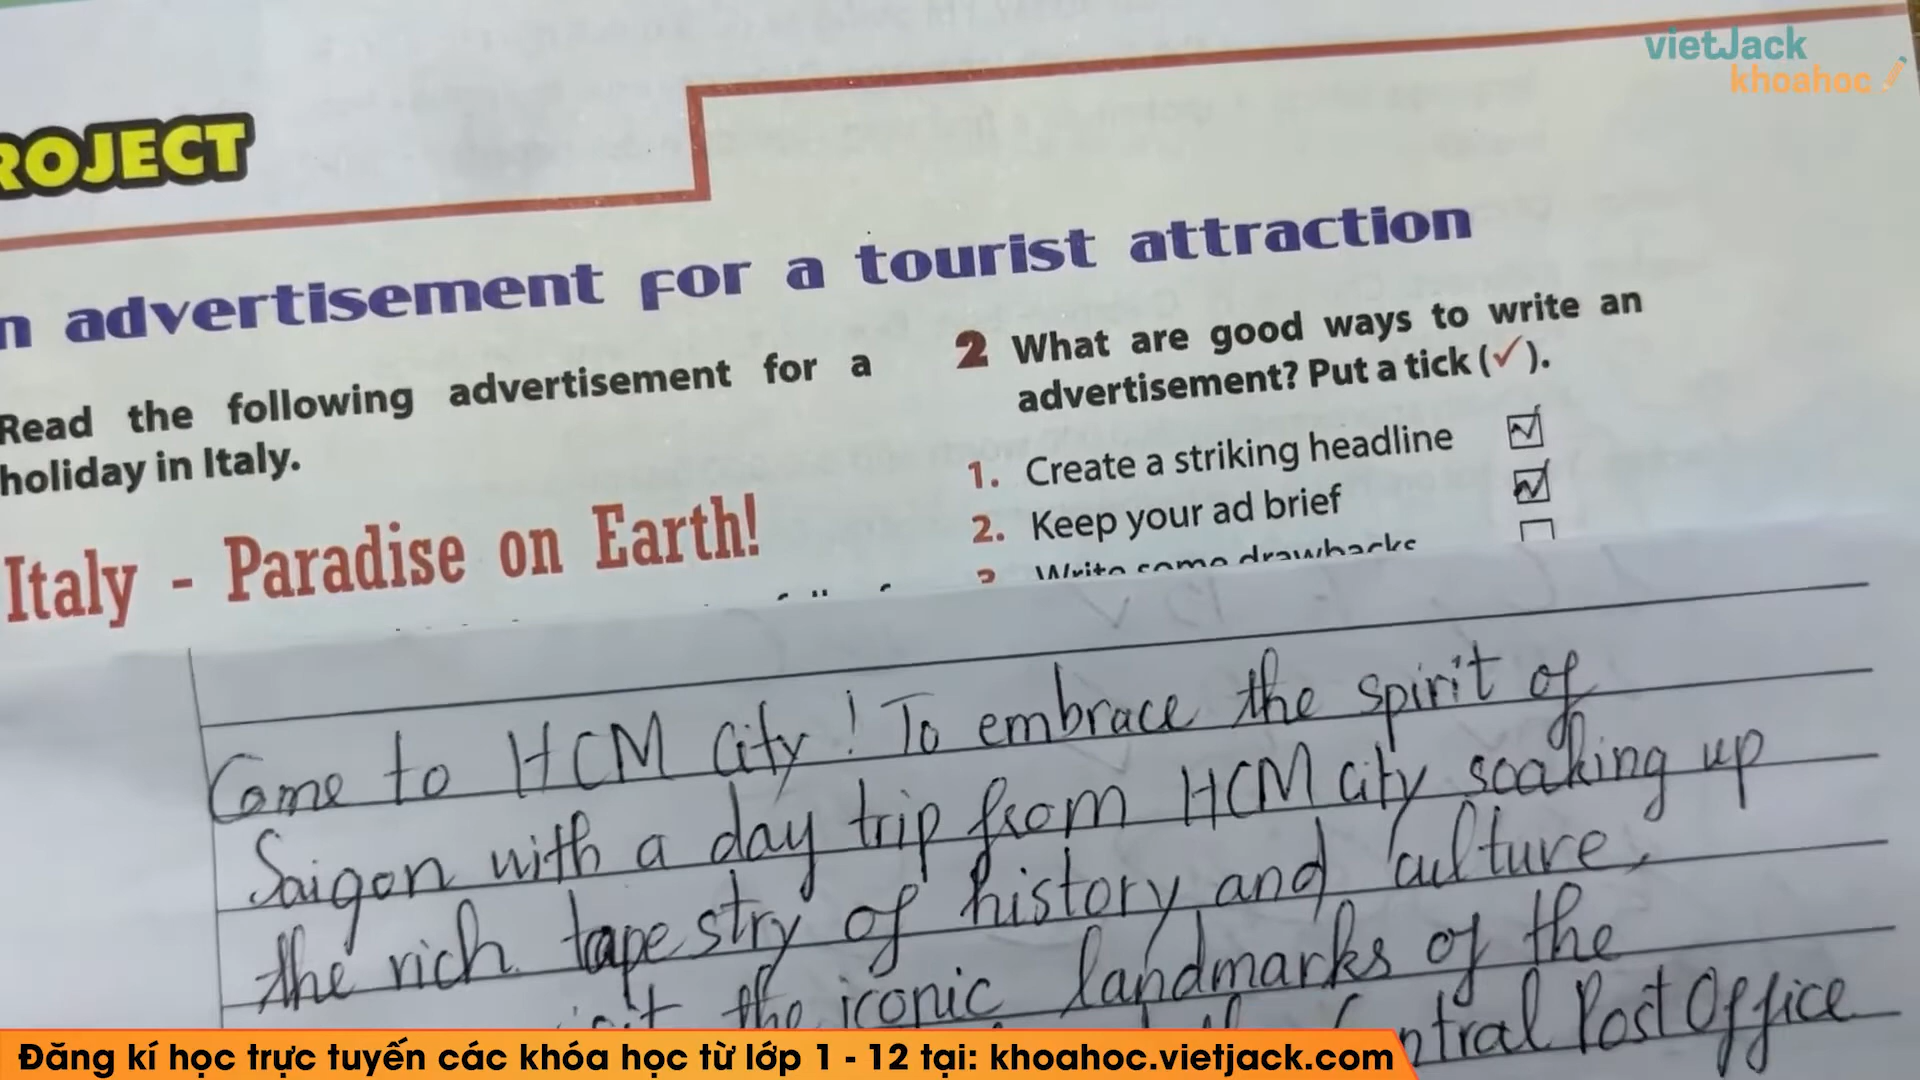 vietJack
khoahoc
ROJECT
n advertisement for a tourist attraction
Read the following advertisement for a
holiday in Italy.
Italy - Paradise on Earth!
2 What are good ways to write an
advertisement? Put a tick (✓).
1. Create a striking headline
2. Keep your ad brief
Write some drawbacks
Come to HCM City! To embrace the spirit of
Saigon with a day trip from HCM city soaking up
the rich tapestry of history and culture,
the iconic landmarks of the
ntral Post Office
Đăng kí học trực tuyến các khóa học từ lớp 1 - 12 tại: khoahoc.vietjack.com